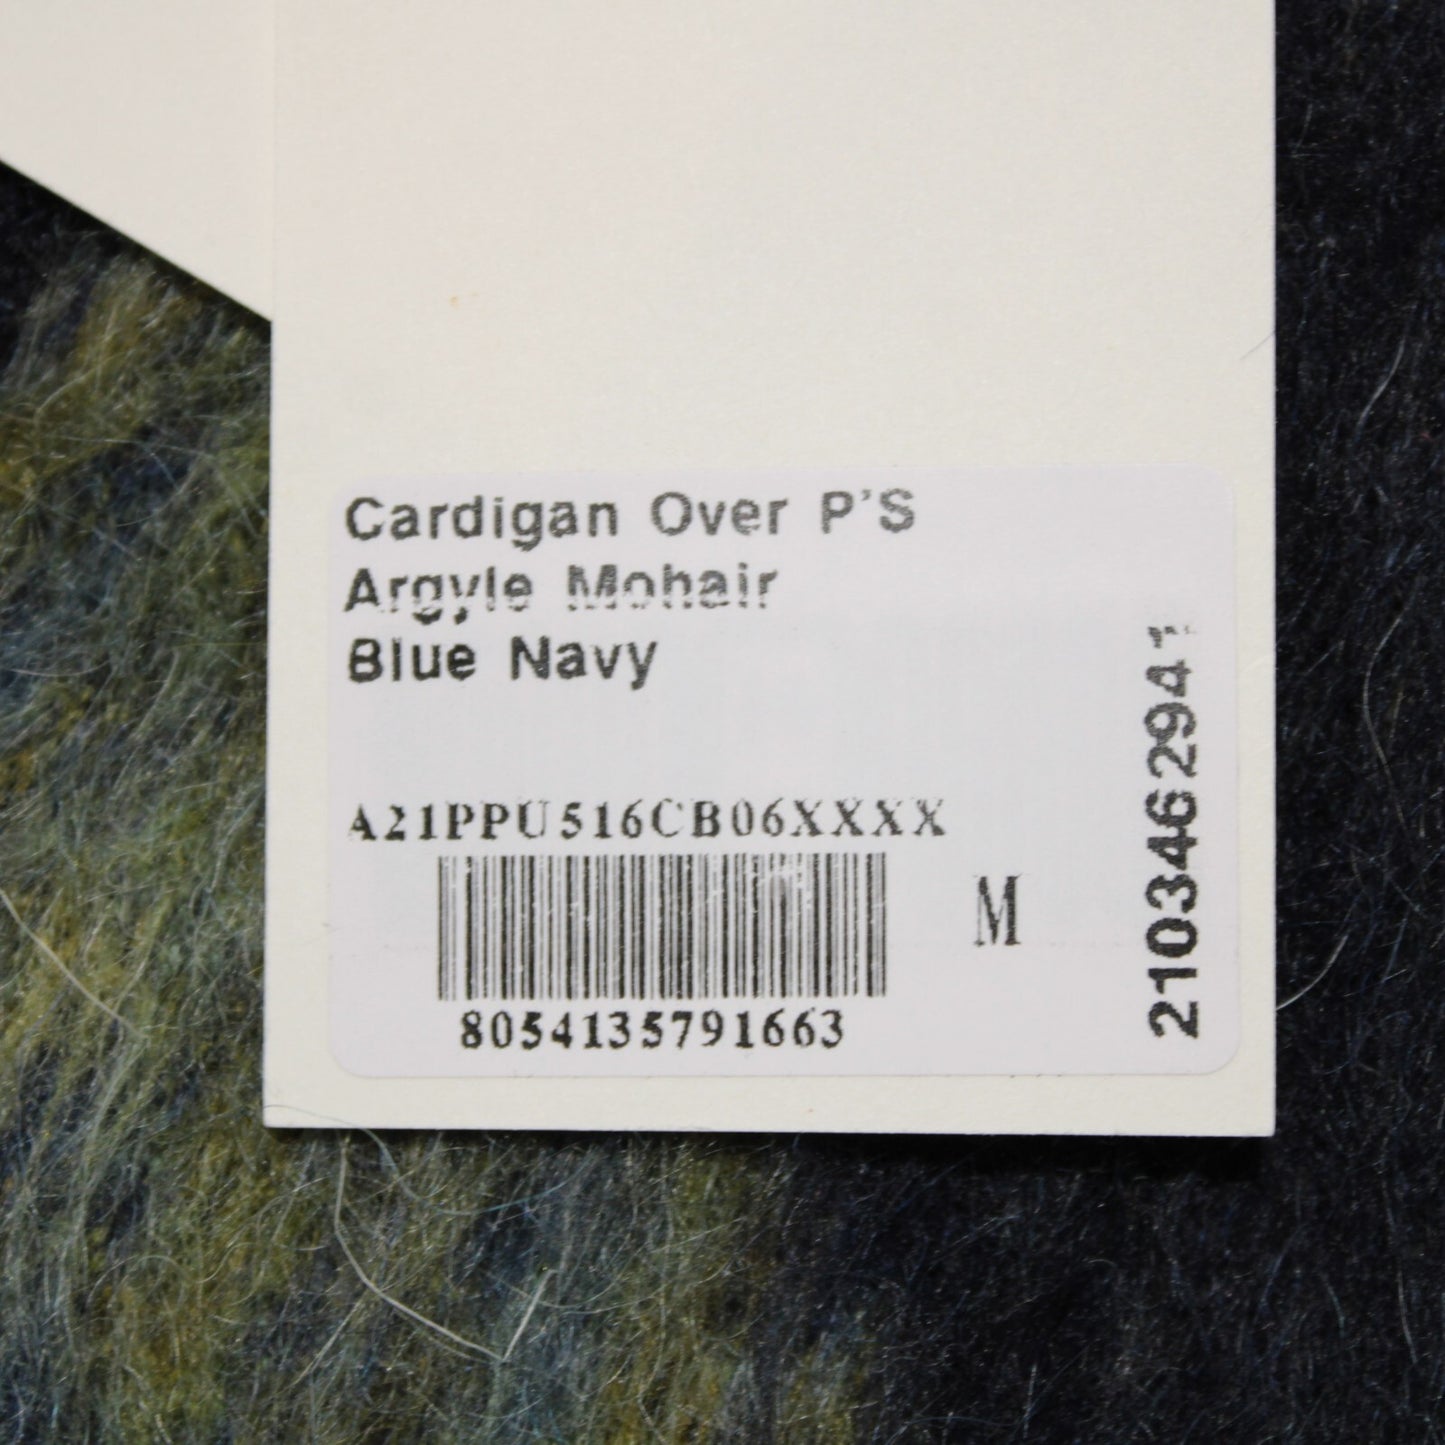 Cardigan Over P'S
Argyle Mohair
Blue Navy
A21PPU516CB06XXXX
M
8054135791663
2103462941